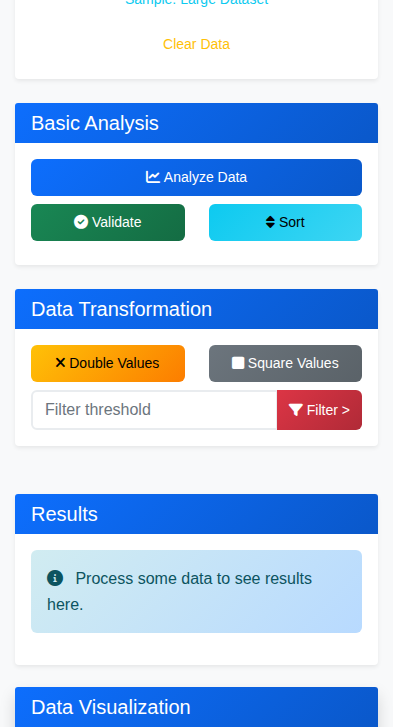 Sample: Large Dataset
Clear Data
Basic Analysis
Analyze Data
Validate
Sort
Data Transformation
Double Values
Square Values
Filter threshold
Filter >
Results
Process some data to see results
here.
Data Visualization